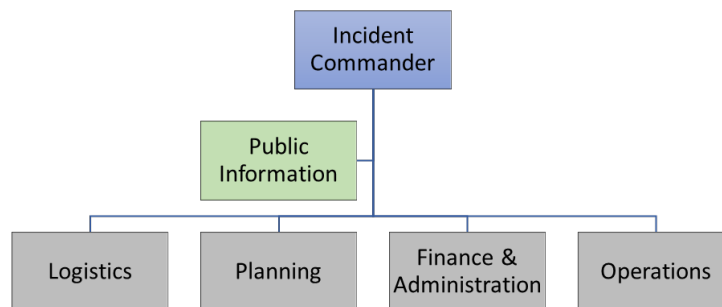 Incident
Commander
Public
Information
Logistics
Planning
Finance &
Administration
Operations